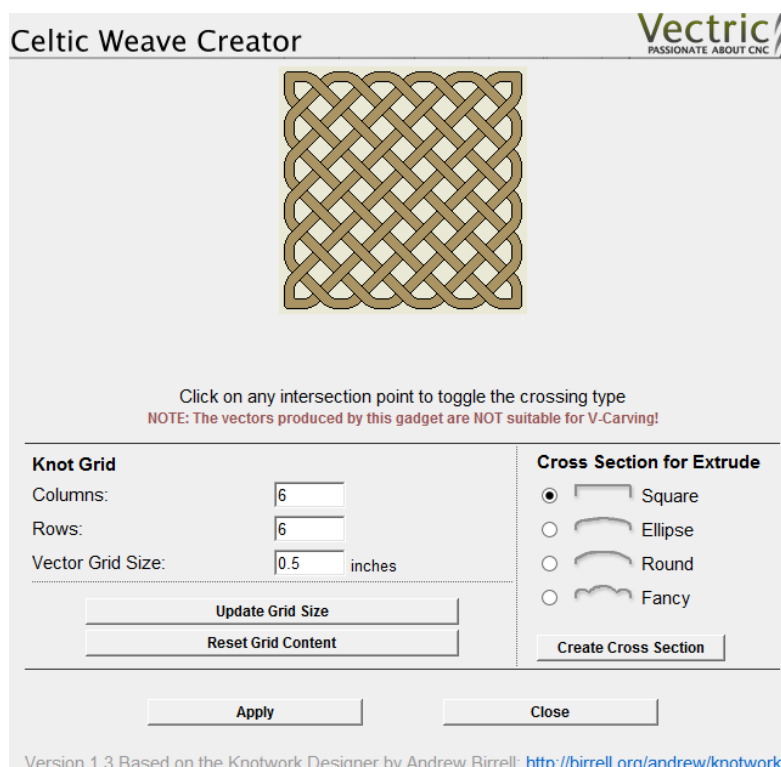 Celtic Weave Creator
Vectric
PASSIONATE ABOUT CNC
Click on any intersection point to toggle the crossing type
NOTE: The vectors produced by this gadget are NOT suitable for V-Carving!
Knot Grid
Columns: 6
Rows: 6
Vector Grid Size: 0.5 inches
Update Grid Size
Reset Grid Content
Cross Section for Extrude
Square
Ellipse
Round
Fancy
Create Cross Section
Apply Close
Version 1.3 Based on the Knotwork Designer by Andrew Birrell: http://birrell.org/andrew/knotwork